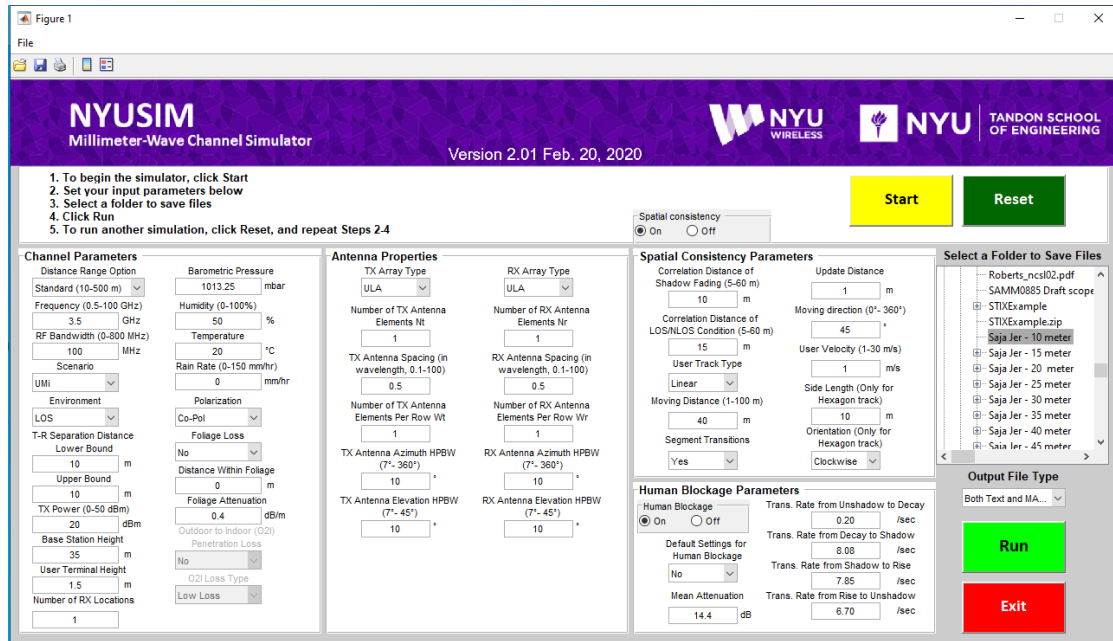 Figure 1
File
NYUSIM
Millimeter-Wave Channel Simulator
Version 2.01 Feb. 20, 2020
NYU
WIRELESS
NYU
TANDON SCHOOL
OF ENGINEERING
1. To begin the simulator, click Start
2. Set your input parameters below
3. Select a folder to save files
4. Click Run
5. To run another simulation, click Reset, and repeat Steps 2-4
Spatial consistency
On Off
Start
Reset
Channel Parameters
Distance Range Option
Standard (10-500 m)
Frequency (0.5-100 GHz)
3.5 GHz
RF Bandwidth (0-800 MHz)
100 MHz
Scenario
UMi
Environment
LOS
T-R Separation Distance
Lower Bound
10 m
Upper Bound
10 m
TX Power (0-50 dBm)
20 dBm
Base Station Height
35 m
User Terminal Height
1.5 m
Number of RX Locations
1
Barometric Pressure
1013.25 mbar
Humidity (0-100%)
50 %
Temperature
20 °C
Rain Rate (0-150 mm/hr)
0 mm/hr
Polarization
Co-Pol
Foliage Loss
No
Distance Within Foliage
0 m
Foliage Attenuation
0.4 dB/m
Outdoor to Indoor (O2I)
Penetration Loss
No
O2I Loss Type
Low Loss
Antenna Properties
TX Array Type
ULA
Number of TX Antenna
Elements Nt
1
TX Antenna Spacing (in
wavelength, 0.1-100)
0.5
Number of TX Antenna
Elements Per Row Wt
1
TX Antenna Azimuth HPBW
(7°- 360°)
10 °
TX Antenna Elevation HPBW
(7°- 45°)
10 °
RX Array Type
ULA
Number of RX Antenna
Elements Nr
1
RX Antenna Spacing (in
wavelength, 0.1-100)
0.5
Number of RX Antenna
Elements Per Row Wr
1
RX Antenna Azimuth HPBW
(7°- 360°)
10 °
RX Antenna Elevation HPBW
(7°- 45°)
10 °
Spatial Consistency Parameters
Correlation Distance of
Shadow Fading (5-60 m)
10 m
Correlation Distance of
LOS/NLOS Condition (5-60 m)
15 m
User Track Type
Linear
Moving Distance (1-100 m)
40 m
Segment Transitions
Yes
Update Distance
1 m
Moving direction (0°- 360°)
45 °
User Velocity (1-30 m/s)
1 m/s
Side Length (Only for
Hexagon track)
10 m
Orientation (Only for
Hexagon track)
Clockwise
Human Blockage Parameters
Human Blockage
On Off
Default Settings for
Human Blockage
No
Mean Attenuation
14.4 dB
Trans. Rate from Unshadow to Decay
0.20 /sec
Trans. Rate from Decay to Shadow
8.08 /sec
Trans. Rate from Shadow to Rise
7.85 /sec
Trans. Rate from Rise to Unshadow
6.70 /sec
Select a Folder to Save Files
Roberts_ncsl02.pdf
SAMM0885 Draft scope
STIXExample
STIXExample.zip
Saja Jer - 10 meter
Saja Jer - 15 meter
Saja Jer - 20 meter
Saja Jer - 25 meter
Saja Jer - 30 meter
Saja Jer - 35 meter
Saja Jer - 40 meter
Saja Jer - 45 meter
Output File Type
Both Text and MA...
Run
Exit